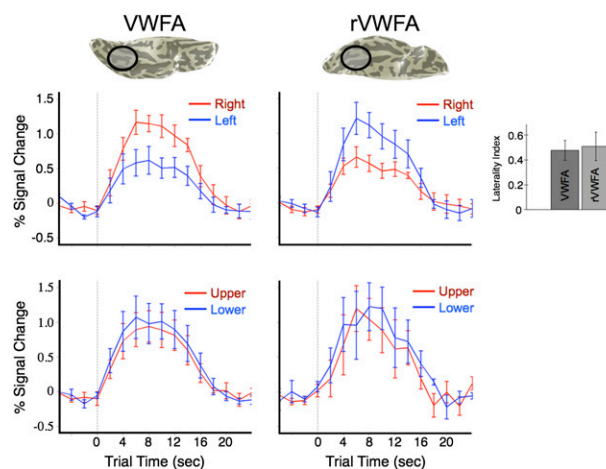 VWFA
rVWFA
1.5
1.0
0.5
0
-0.5
% Signal Change
Right
Left
Right
Left
0.6
0.4
0.2
0
Laterality Index
VWFA
rVWFA
1.5
1.0
0.5
0
-0.5
% Signal Change
Upper
Lower
Upper
Lower
0 4 8 12 16 20
0 4 8 12 16 20
Trial Time (sec)
Trial Time (sec)